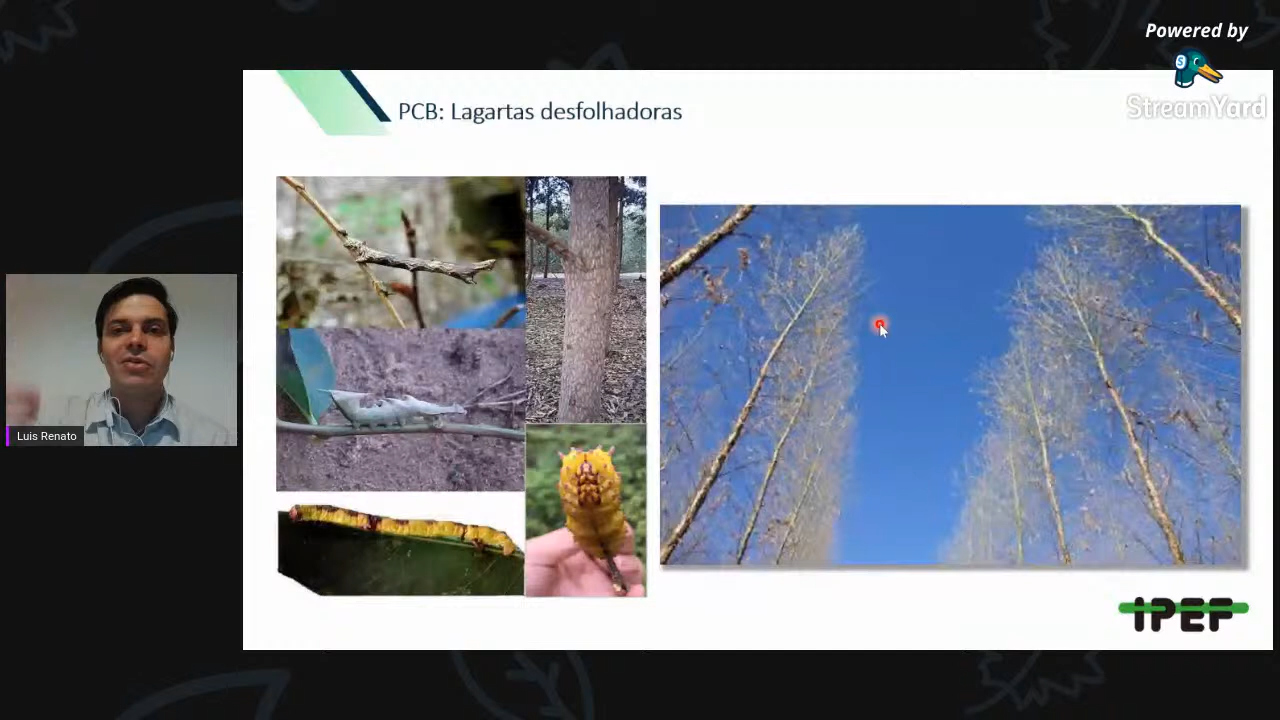 Powered by
StreamYard
PCB: Lagartas desfolhadoras
Luis Renato
IPEF